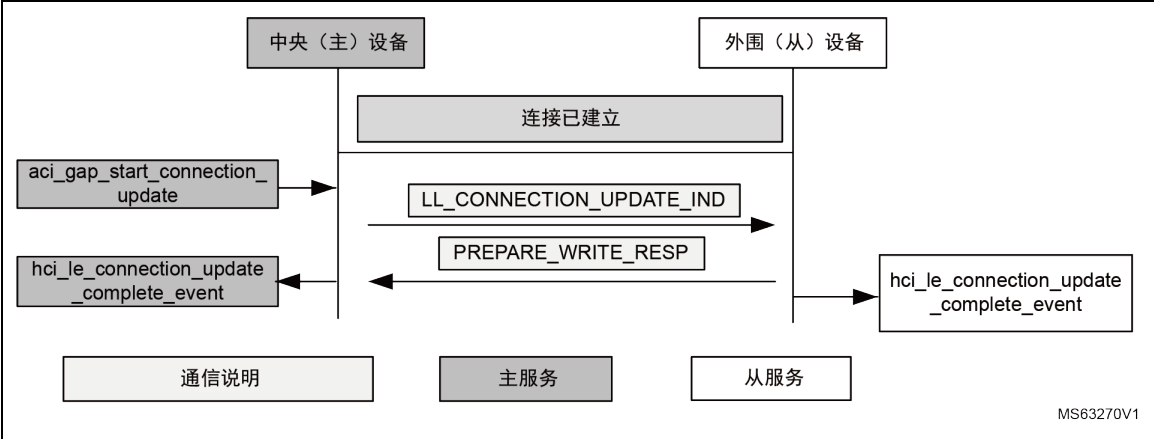 中央（主）设备
外围（从）设备
连接已建立
aci_gap_start_connection_
update
LL_CONNECTION_UPDATE_IND
PREPARE_WRITE_RESP
hci_le_connection_update
_complete_event
hci_le_connection_update
_complete_event
通信说明
主服务
从服务
MS63270V1